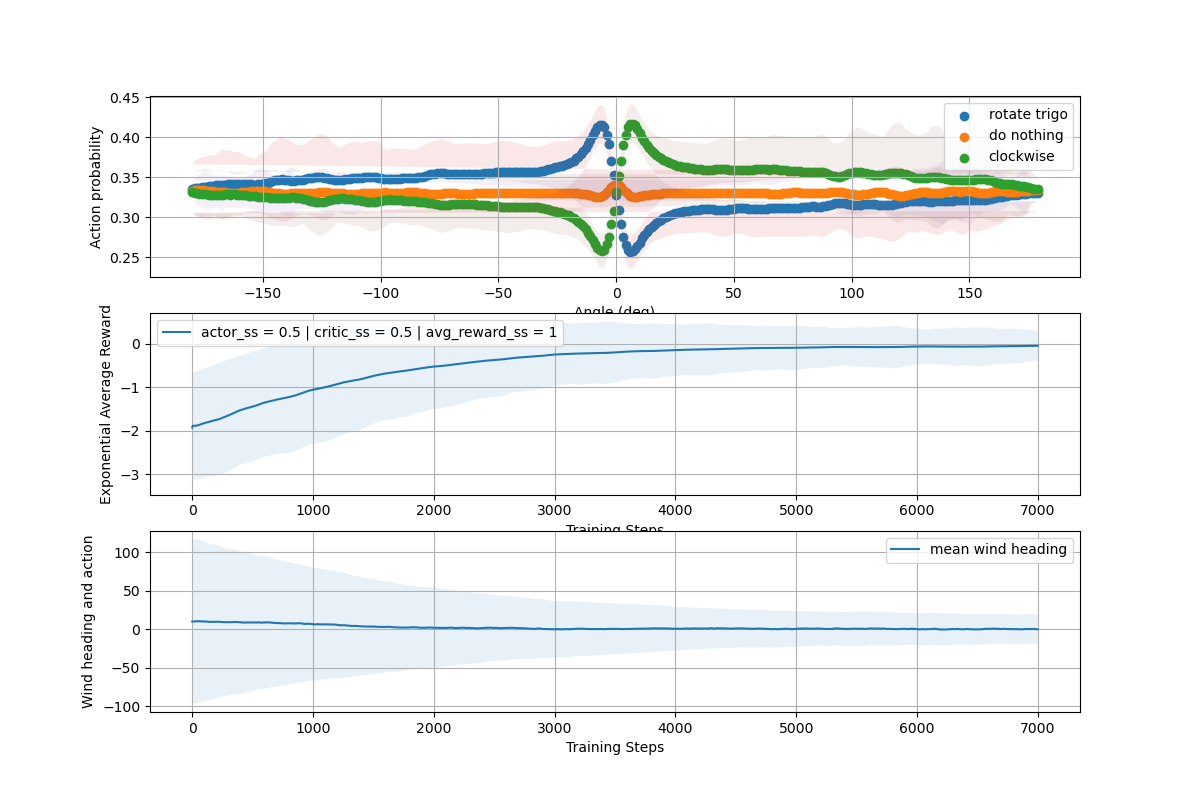 0.45
0.40
0.35
0.30
0.25
Action probability
rotate trigo
do nothing
clockwise
−150 −100 −50 0 50 100 150
Angle (deg)
0
−1
−2
−3
Exponential Average Reward
actor_ss = 0.5 | critic_ss = 0.5 | avg_reward_ss = 1
0 1000 2000 3000 4000 5000 6000 7000
Training Steps
100
50
0
−50
−100
Wind heading and action
mean wind heading
0 1000 2000 3000 4000 5000 6000 7000
Training Steps